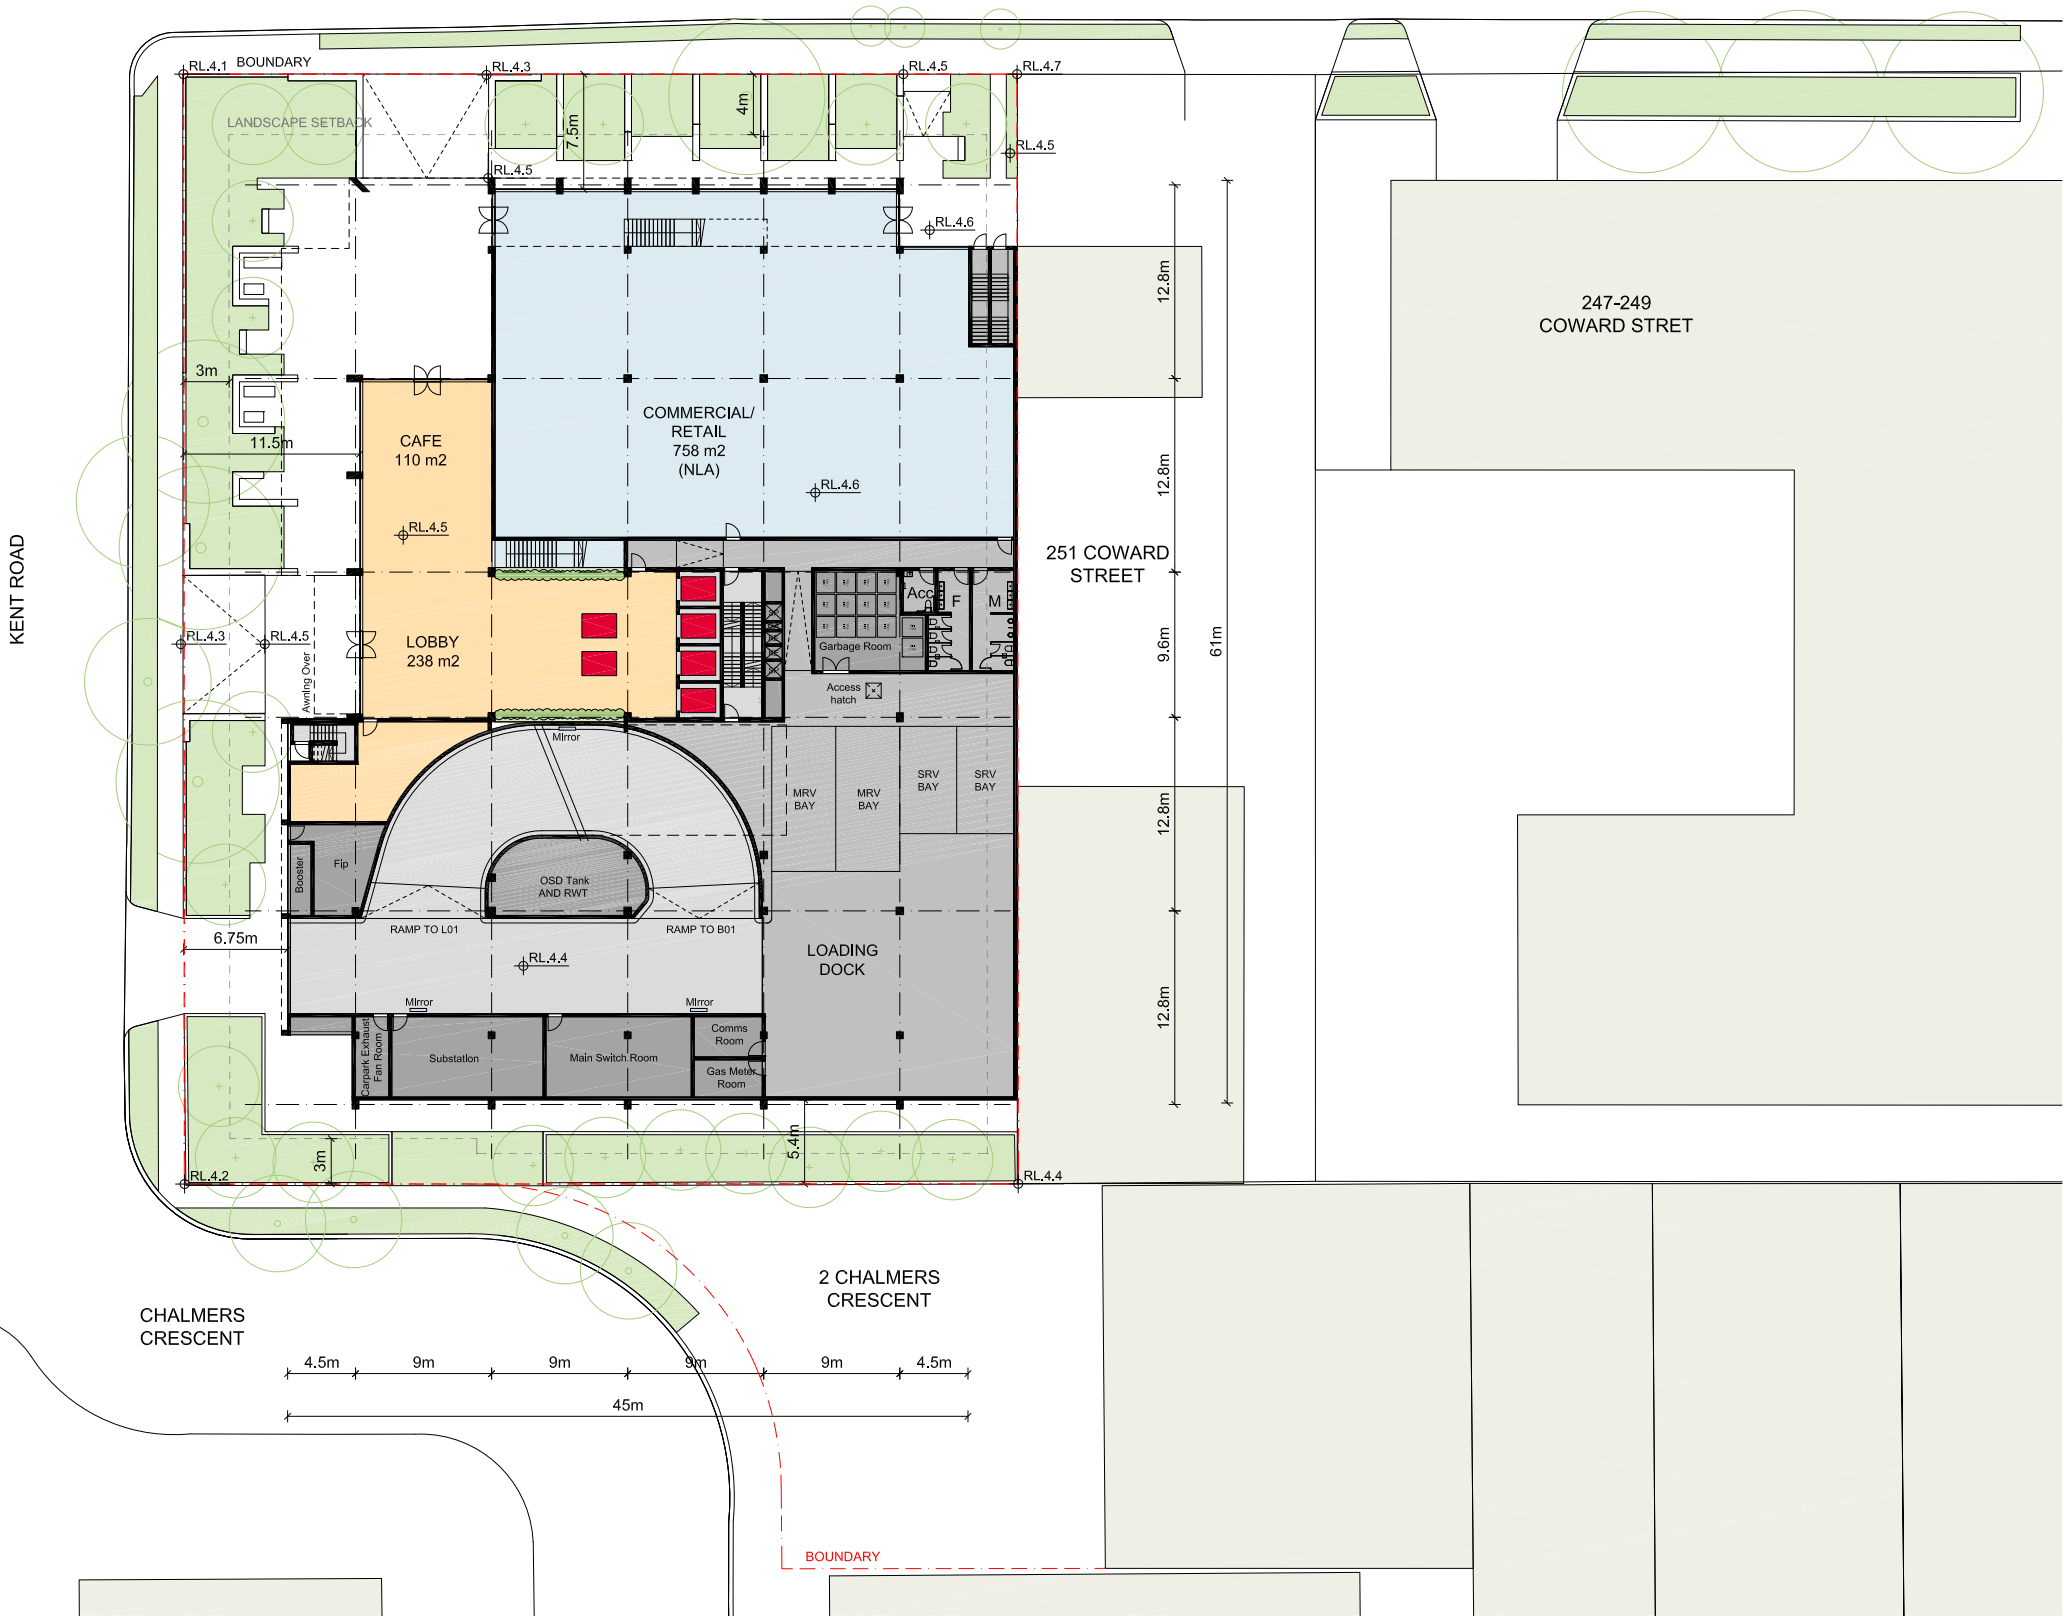 RL.4.1
BOUNDARY
RL.4.3
RL.4.5
RL.4.7
LANDSCAPE SETBACK
7.5m
4m
RL.4.5
RL.4.5
RL.4.6
12.8m
247-249
COWARD STRET
3m
11.5m
CAFE
110 m2
COMMERCIAL/
RETAIL
758 m2
(NLA)
RL.4.6
12.8m
RL.4.5
KENT ROAD
251 COWARD
STREET
Acc
F
M
RL.4.3
RL.4.5
Awning Over
LOBBY
238 m2
Garbage Room
9.6m
61m
Access
hatch
Mirror
MRV
BAY
MRV
BAY
SRV
BAY
SRV
BAY
12.8m
Booster
Fip
OSD Tank
AND RWT
6.75m
RAMP TO L01
RAMP TO B01
RL.4.4
LOADING
DOCK
Mirror
Mirror
12.8m
Carpark Exhaust
Fan Room
Substation
Main Switch Room
Comms
Room
Gas Meter
Room
3m
5.4m
RL.4.2
RL.4.4
2 CHALMERS
CRESCENT
CHALMERS
CRESCENT
4.5m
9m
9m
9m
9m
4.5m
45m
BOUNDARY